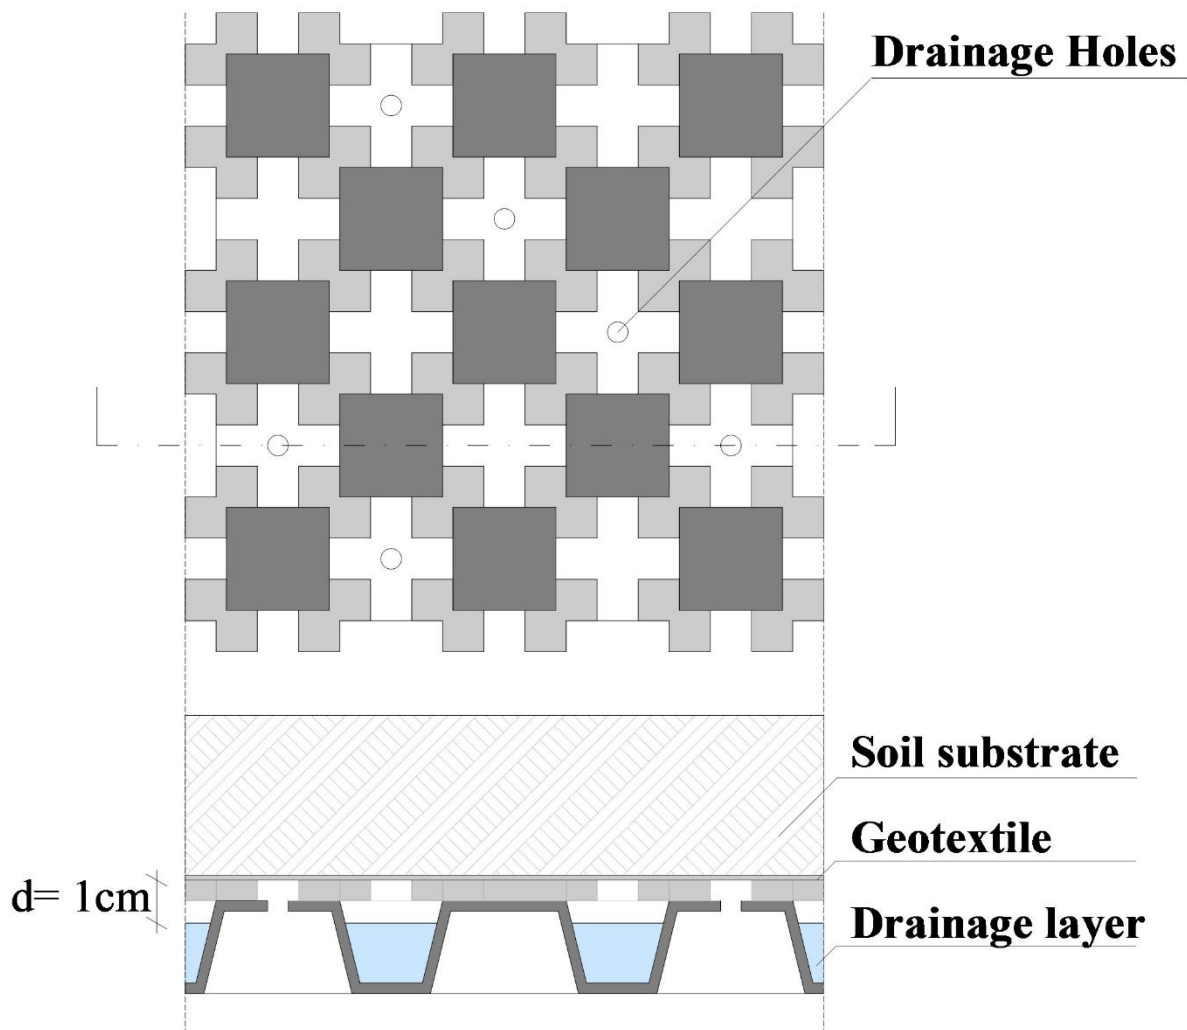 Drainage Holes
Soil substrate
Geotextile
d= 1cm
Drainage layer